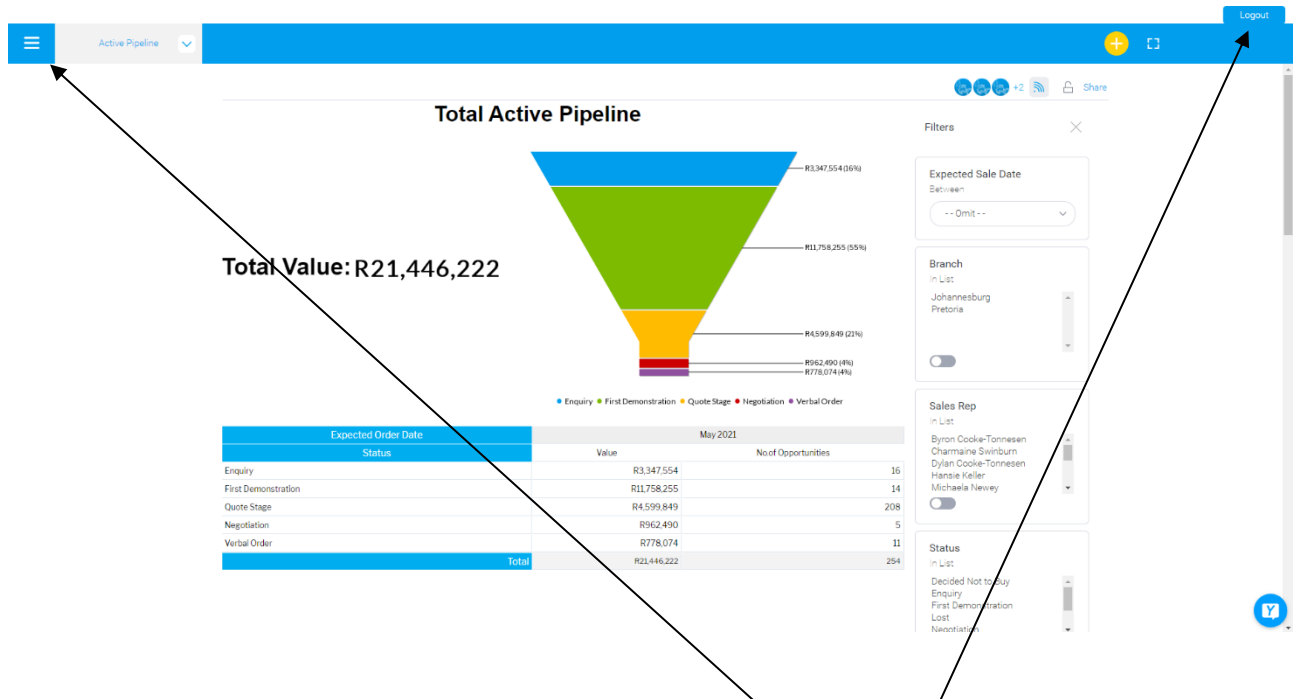 Logout
Active Pipeline
+2 Share
Total Active Pipeline
Filters
R3,347,554 (16%)
Expected Sale Date
Between
-- Omit --
R11,758,255 (55%)
Total Value: R21,446,222
Branch
In List
Johannesburg
Pretoria
R4,599,849 (21%)
R962,490 (4%)
R778,074 (4%)
Enquiry First Demonstration Quote Stage Negotiation Verbal Order
Sales Rep
In List
Byron Cooke-Tonnesen
Charmaine Swinburn
Dylan Cooke-Tonnesen
Hansie Keller
Michaela Newey
Expected Order Date May 2021
Status Value No.of Opportunities
Enquiry R3,347,554 16
First Demonstration R11,758,255 14
Quote Stage R4,599,849 208
Negotiation R962,490 5
Verbal Order R778,074 11
Total R21,446,222 254
Status
In List
Decided Not to Buy
Enquiry
First Demonstration
Lost
Negotiation